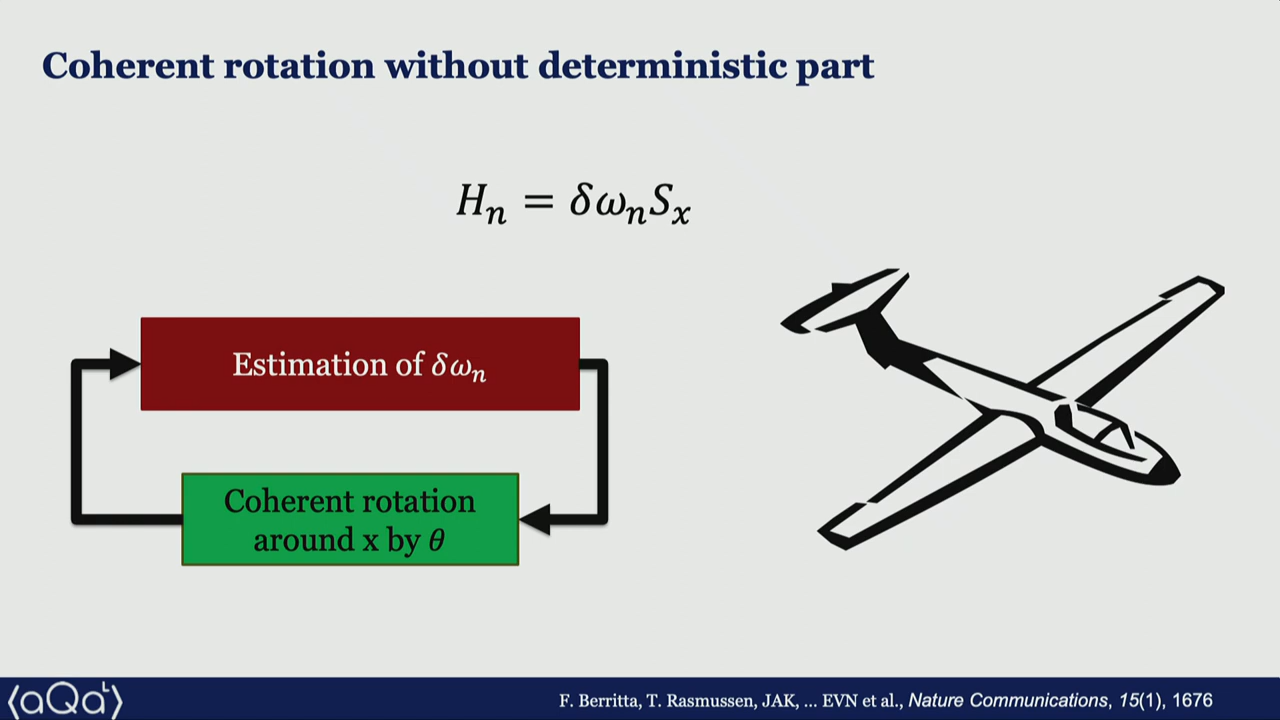 Coherent rotation without deterministic part
Hₙ = δωₙSₓ
Estimation of δωₙ
Coherent rotation
around x by θ
⟨aQaᴸ⟩
F. Berritta, T. Rasmussen, JAK, ... EVN et al., Nature Communications, 15(1), 1676